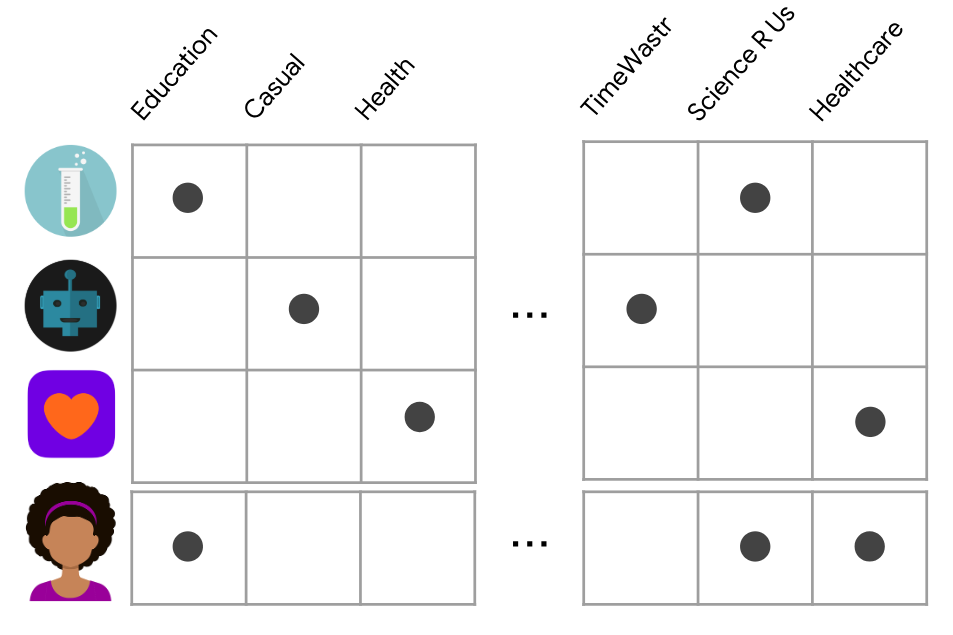 Education
Casual
Health
TimeWastr
Science R Us
Healthcare
...
...